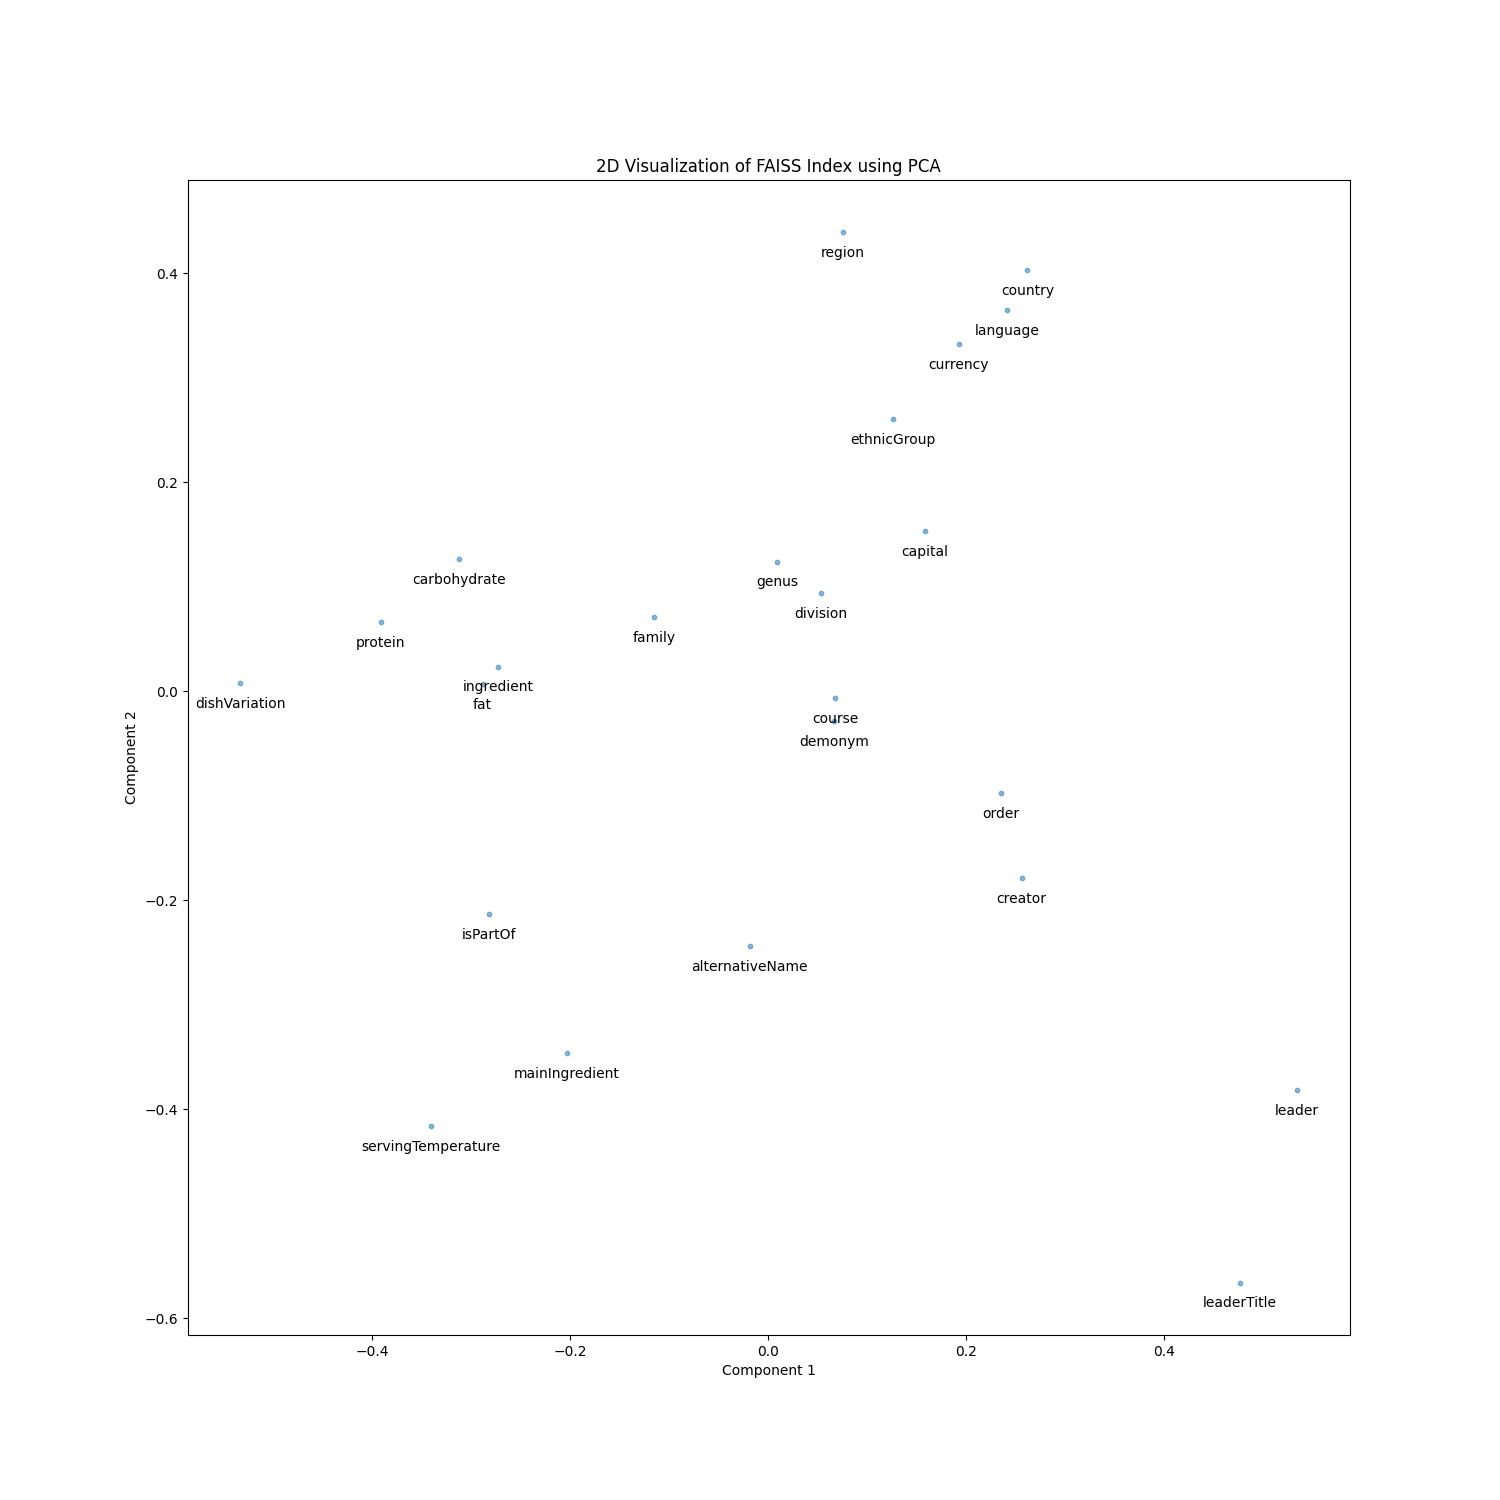 2D Visualization of FAISS Index using PCA
region
0.4
country
language
currency
ethnicGroup
0.2
capital
carbohydrate
genus
division
protein
family
ingredient
0.0
dishVariation
fat
course
demonym
Component 2
order
−0.2
creator
isPartOf
alternativeName
mainIngredient
−0.4
leader
servingTemperature
leaderTitle
−0.6
−0.4 −0.2 0.0 0.2 0.4
Component 1